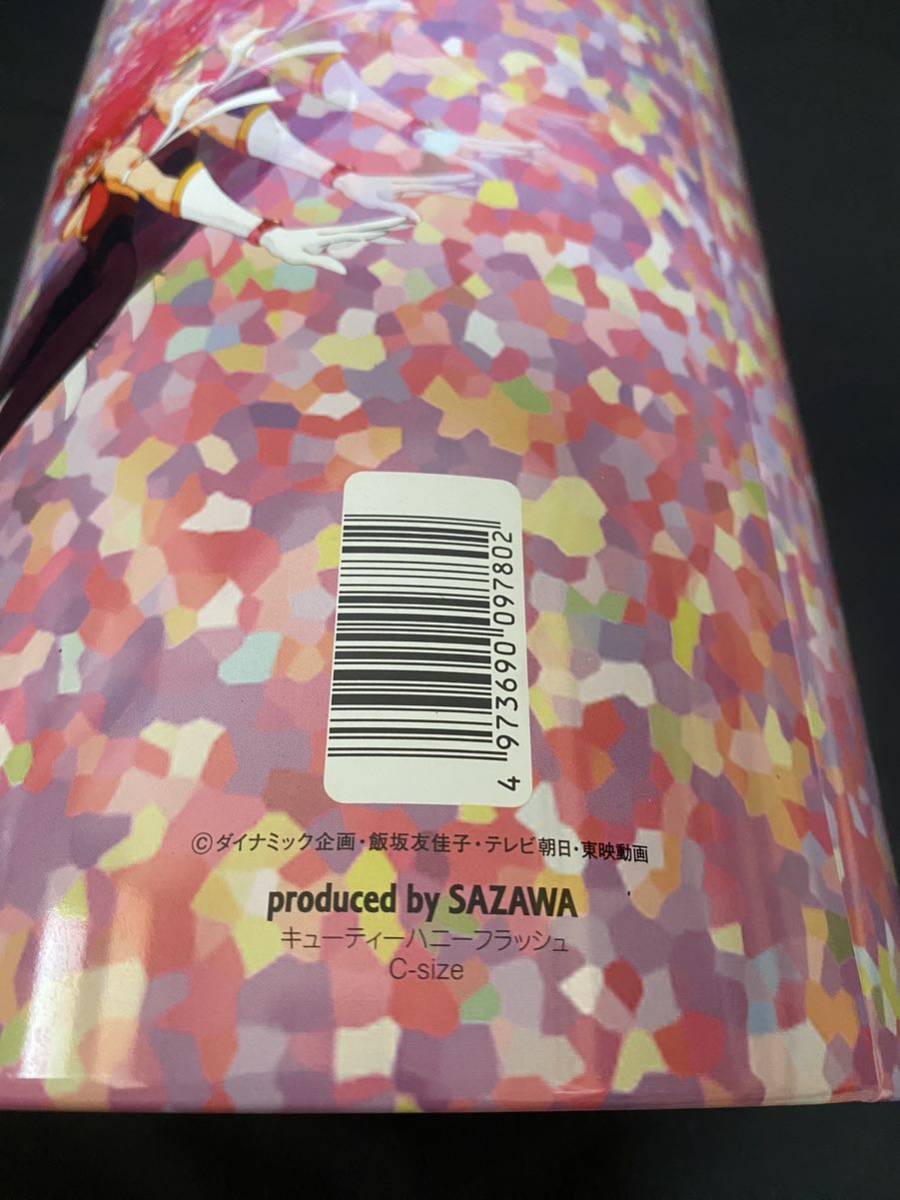 4 973690 097802
©ダイナミック企画・飯坂友佳子・テレビ朝日・東映動画
produced by SAZAWA
キューティーハニーフラッシュ
C-size